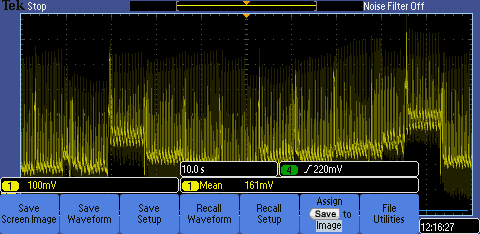 Tek Stop Noise Filter Off
10.0s 4 220mV
1 100mV 1 Mean 161mV
Save Screen Image
Save Waveform
Save Setup
Recall Waveform
Recall Setup
Assign Save to Image
File Utilities
12:16:27